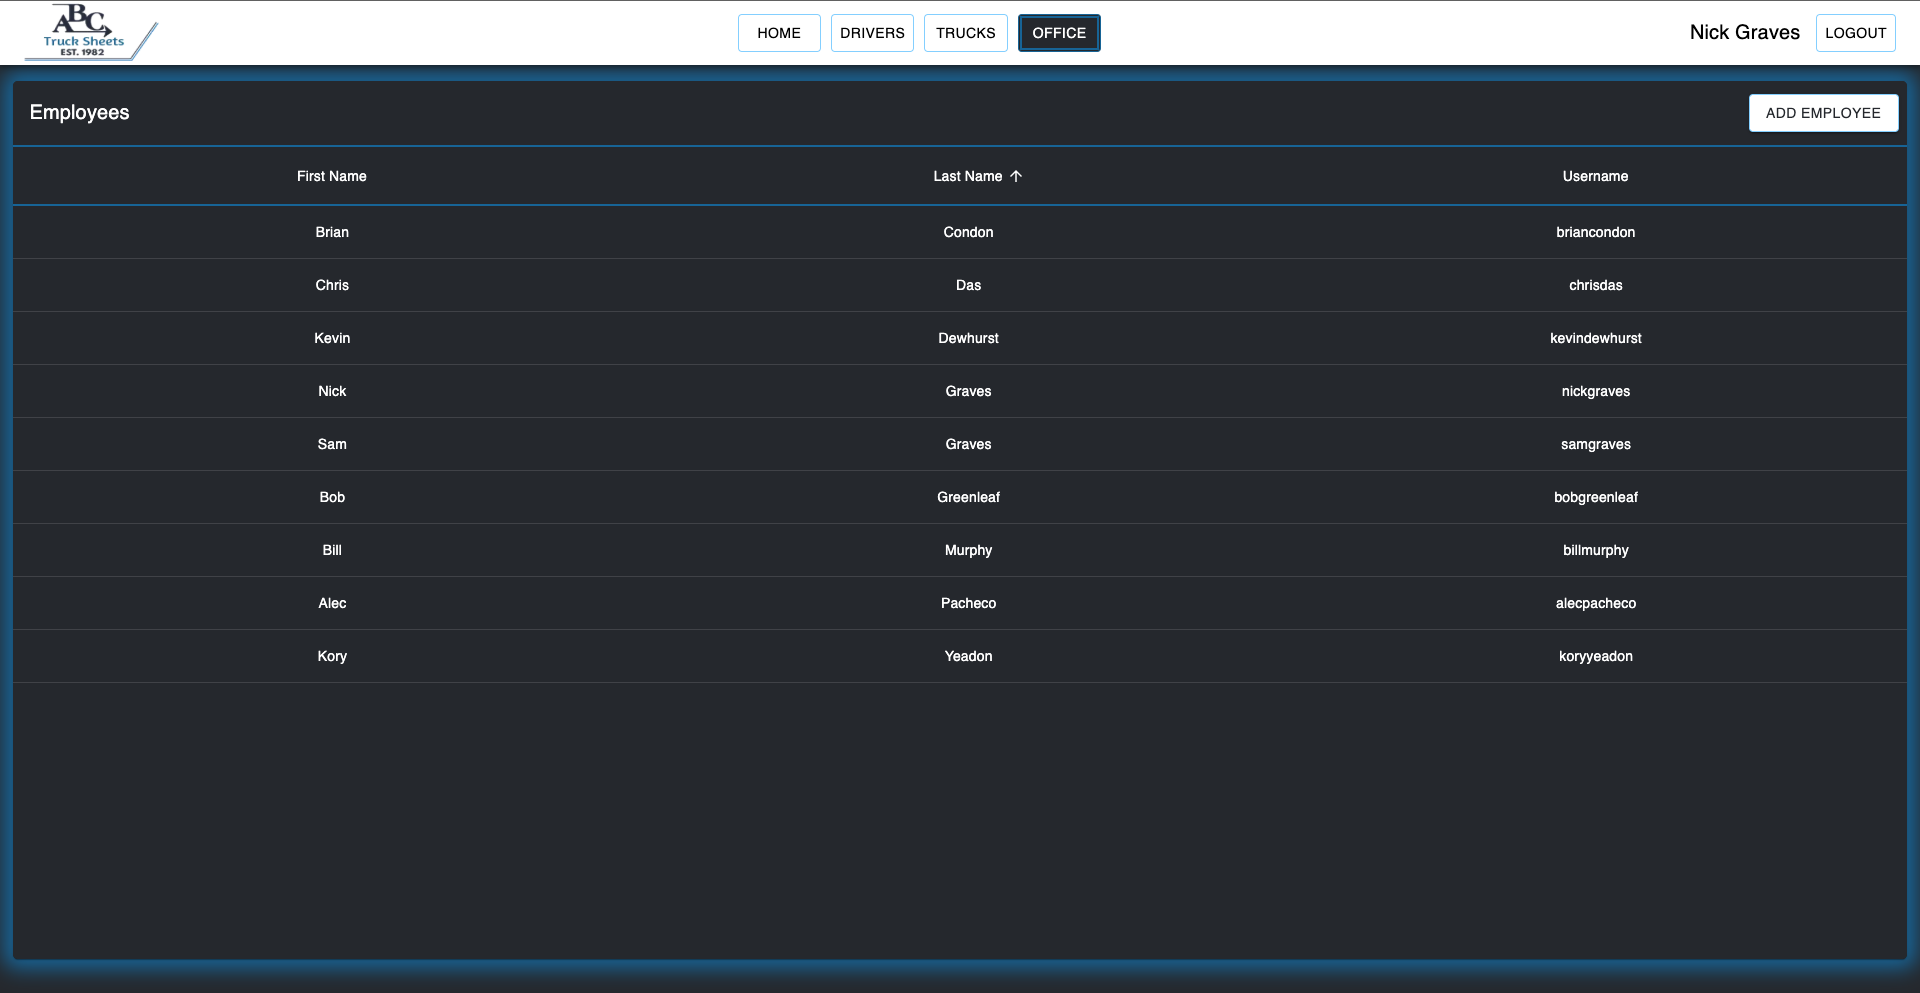 ABC
Truck Sheets
EST. 1982
HOME DRIVERS TRUCKS OFFICE
Nick Graves LOGOUT
Employees ADD EMPLOYEE
First Name Last Name Username
Brian Condon briancondon
Chris Das chrisdas
Kevin Dewhurst kevindewhurst
Nick Graves nickgraves
Sam Graves samgraves
Bob Greenleaf bobgreenleaf
Bill Murphy billmurphy
Alec Pacheco alecpacheco
Kory Yeadon koryyeadon